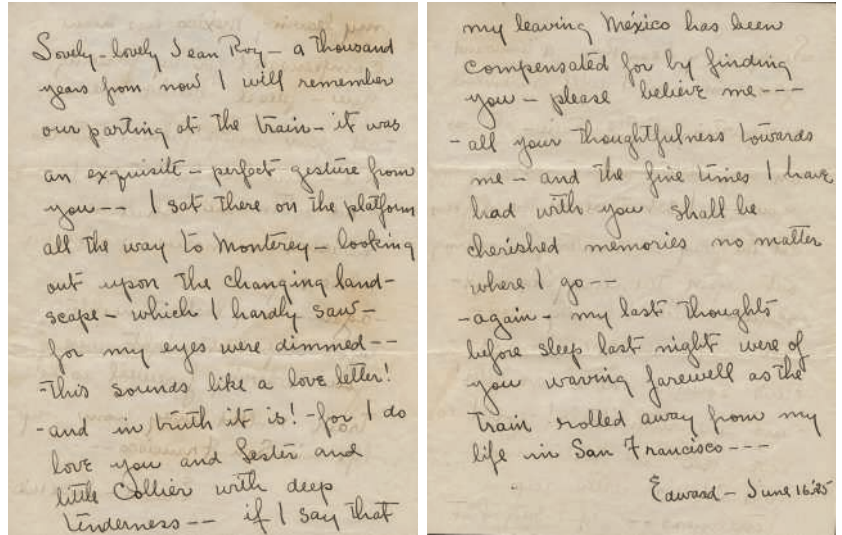 Lovely – lovely Jean Roy – a thousand
years from now I will remember
our parting at the train – it was
an exquisite – perfect gesture from
you -- I sat there on the platform
all the way to Monterey – looking
out upon the changing land-
scape – which I hardly saw –
for my eyes were dimmed --
- This sounds like a love letter!
- and in truth it is! – for I do
love you and Lester and
little Collier with deep
tenderness -- if I say that
my leaving México has been
compensated for by finding
you – please believe me ---
- all your thoughtfulness towards
me – and the fine times I have
had with you shall be
cherished memories no matter
where I go --
- again – my last thoughts
before sleep last night were of
you waving farewell as the
train rolled away from my
life in San Francisco ---
Edward – June 16 '25